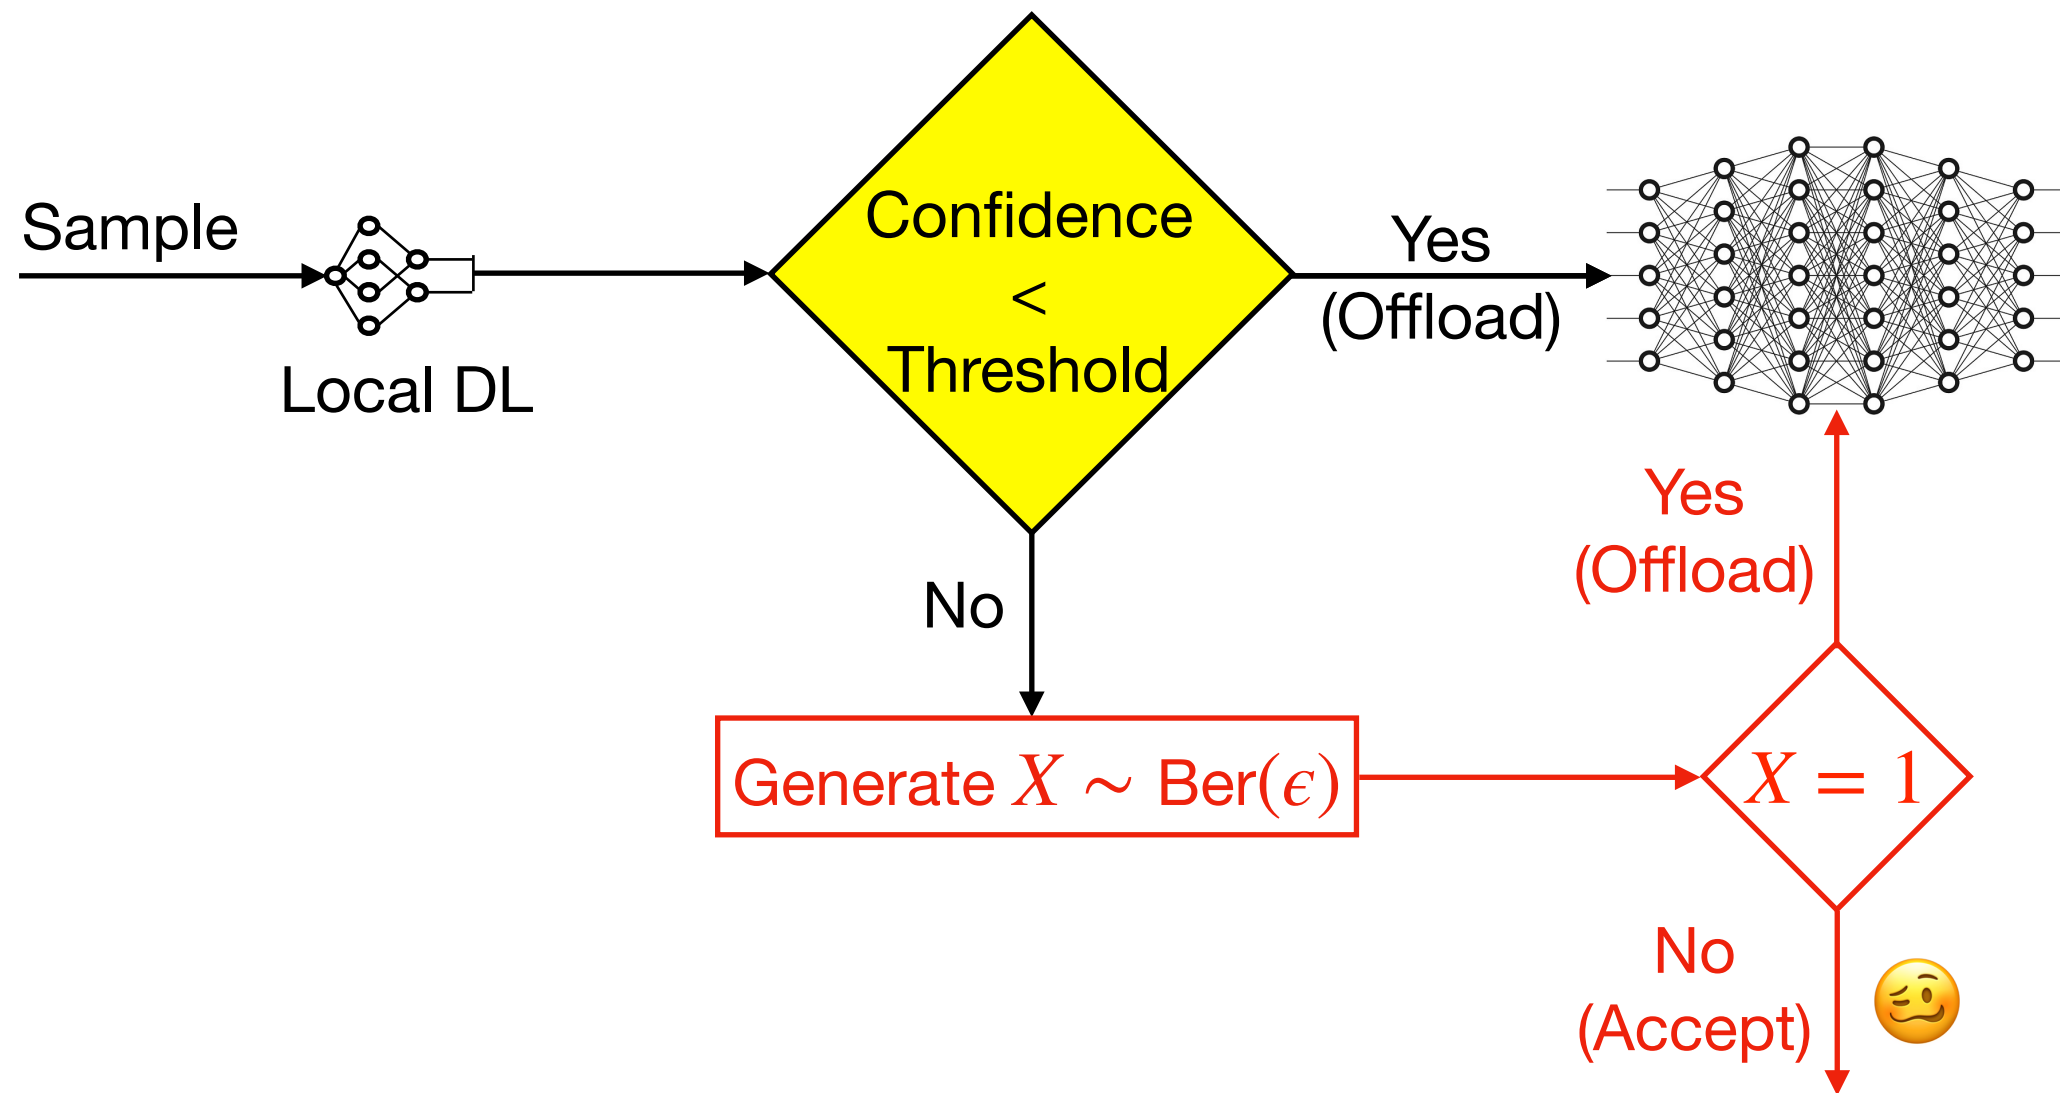 Sample
Local DL
Confidence
<
Threshold
Yes
(Offload)
No
Generate X ∼ Ber(ϵ)
X = 1
Yes
(Offload)
No
(Accept)